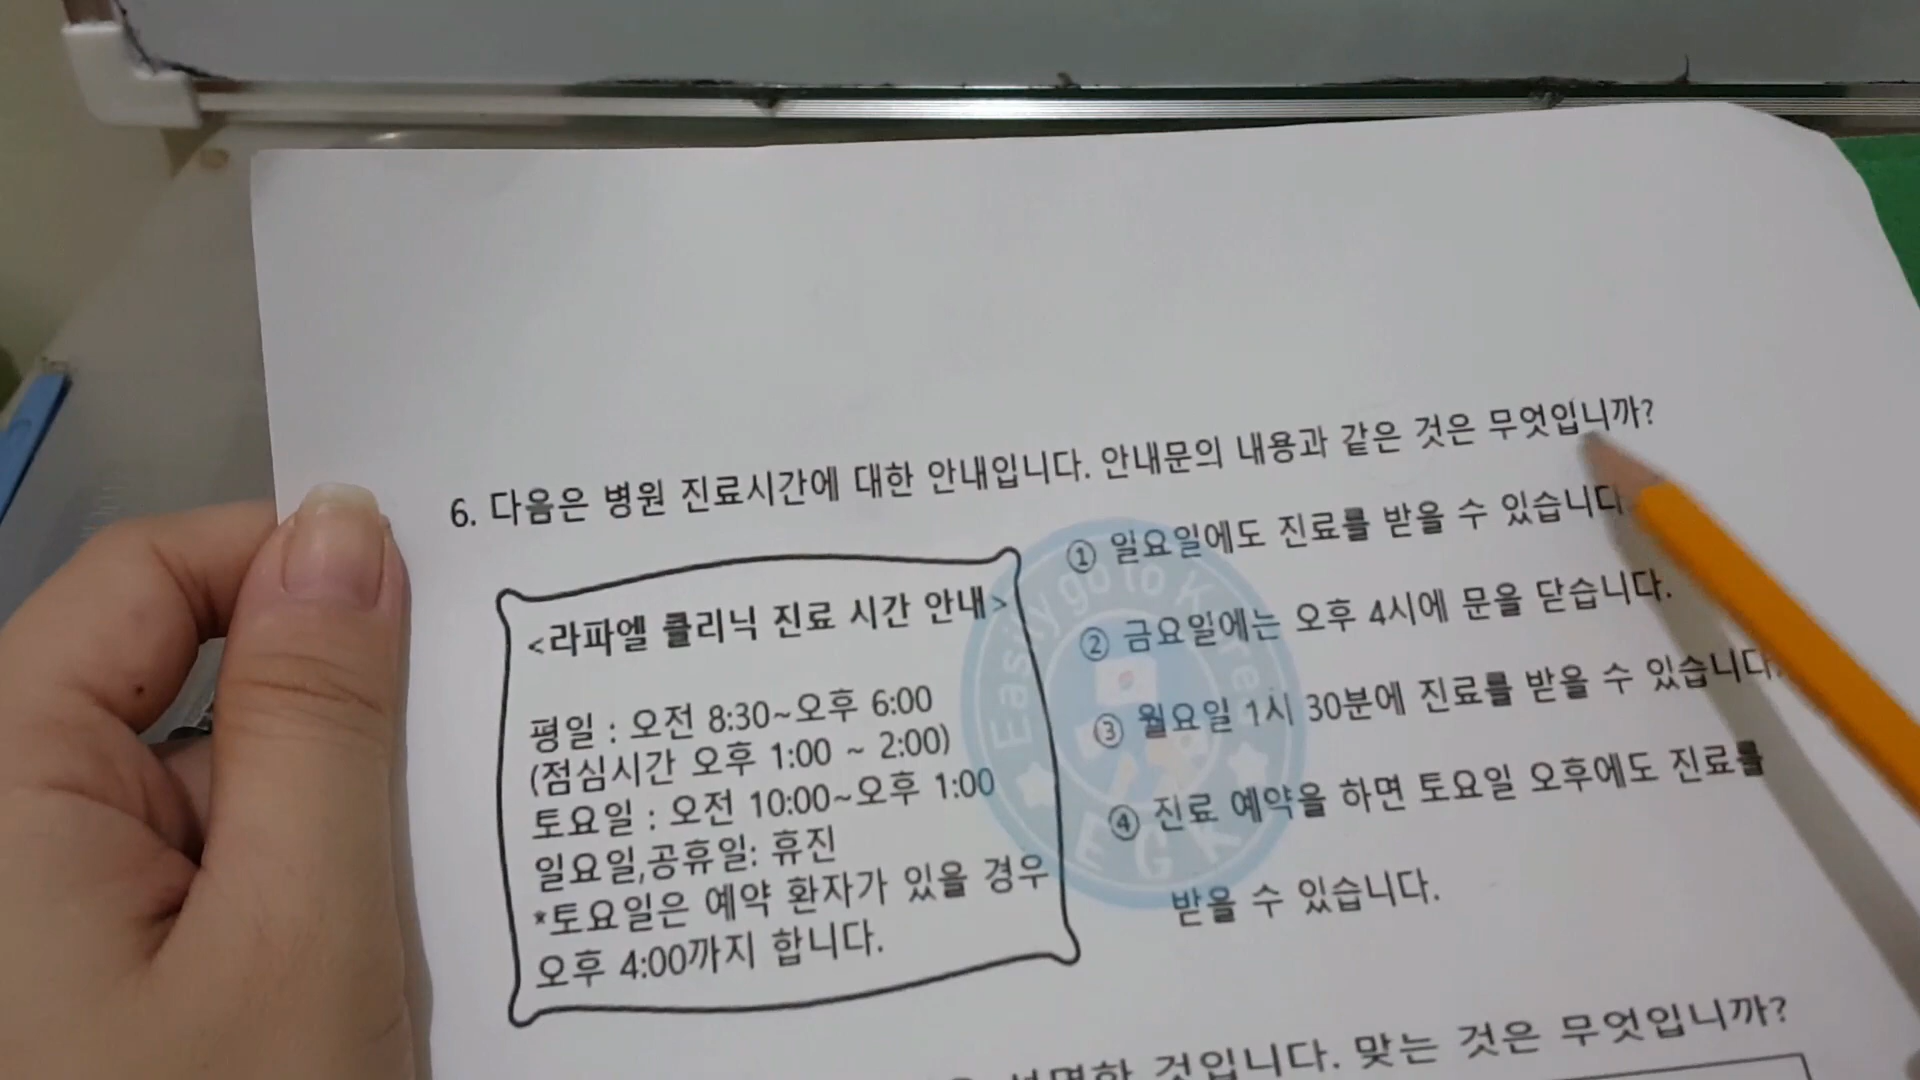 6. 다음은 병원 진료시간에 대한 안내입니다. 안내문의 내용과 같은 것은 무엇입니까?
<라파엘 클리닉 진료 시간 안내>
평일 : 오전 8:30~오후 6:00
(점심시간 오후 1:00 ~ 2:00)
토요일 : 오전 10:00~오후 1:00
일요일,공휴일: 휴진
*토요일은 예약 환자가 있을 경우
오후 4:00까지 합니다.
① 일요일에도 진료를 받을 수 있습니다
② 금요일에는 오후 4시에 문을 닫습니다.
③ 월요일 1시 30분에 진료를 받을 수 있습니다.
④ 진료 예약을 하면 토요일 오후에도 진료를
받을 수 있습니다.
Easily go to Korea
EGK
것입니다. 맞는 것은 무엇입니까?